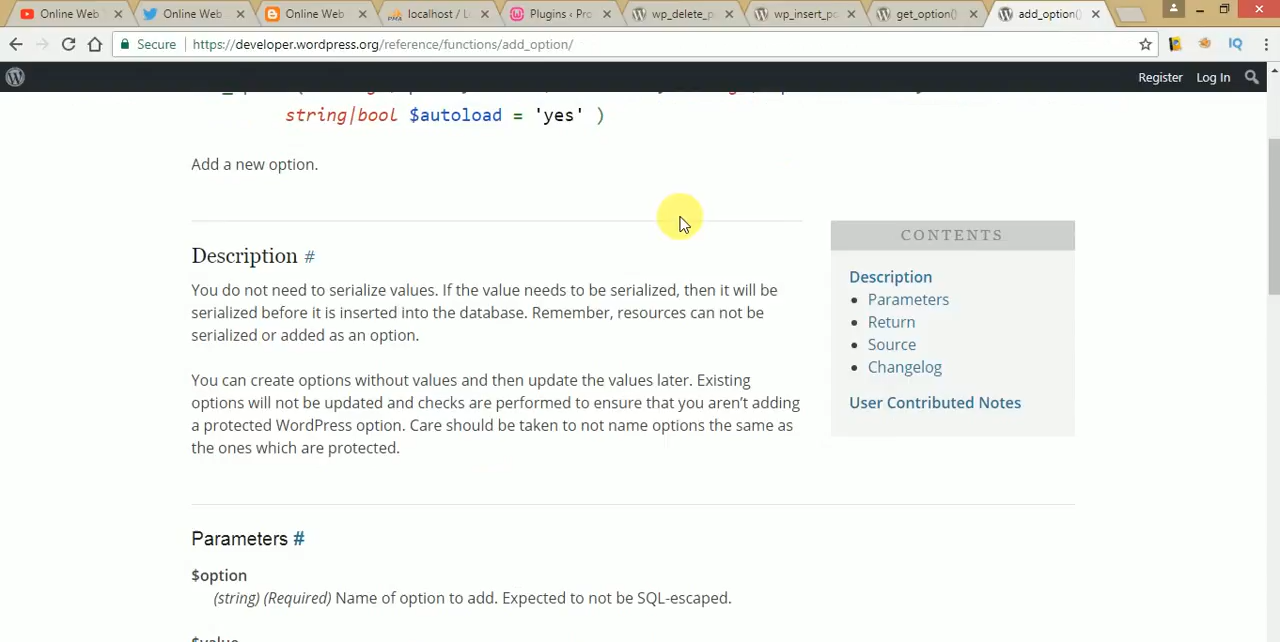 Online Web
Online Web
Online Web
localhost / L
Plugins ‹ Pro
wp_delete_p
wp_insert_po
get_option()
add_option()
Secure
https://developer.wordpress.org/reference/functions/add_option/
IQ
Register
Log In
string|bool $autoload = 'yes' )
Add a new option.
CONTENTS
Description #
Description
You do not need to serialize values. If the value needs to be serialized, then it will be
Parameters
serialized before it is inserted into the database. Remember, resources can not be
Return
serialized or added as an option.
Source
Changelog
You can create options without values and then update the values later. Existing
options will not be updated and checks are performed to ensure that you aren't adding
User Contributed Notes
a protected WordPress option. Care should be taken to not name options the same as
the ones which are protected.
Parameters #
$option
(string) (Required) Name of option to add. Expected to not be SQL-escaped.